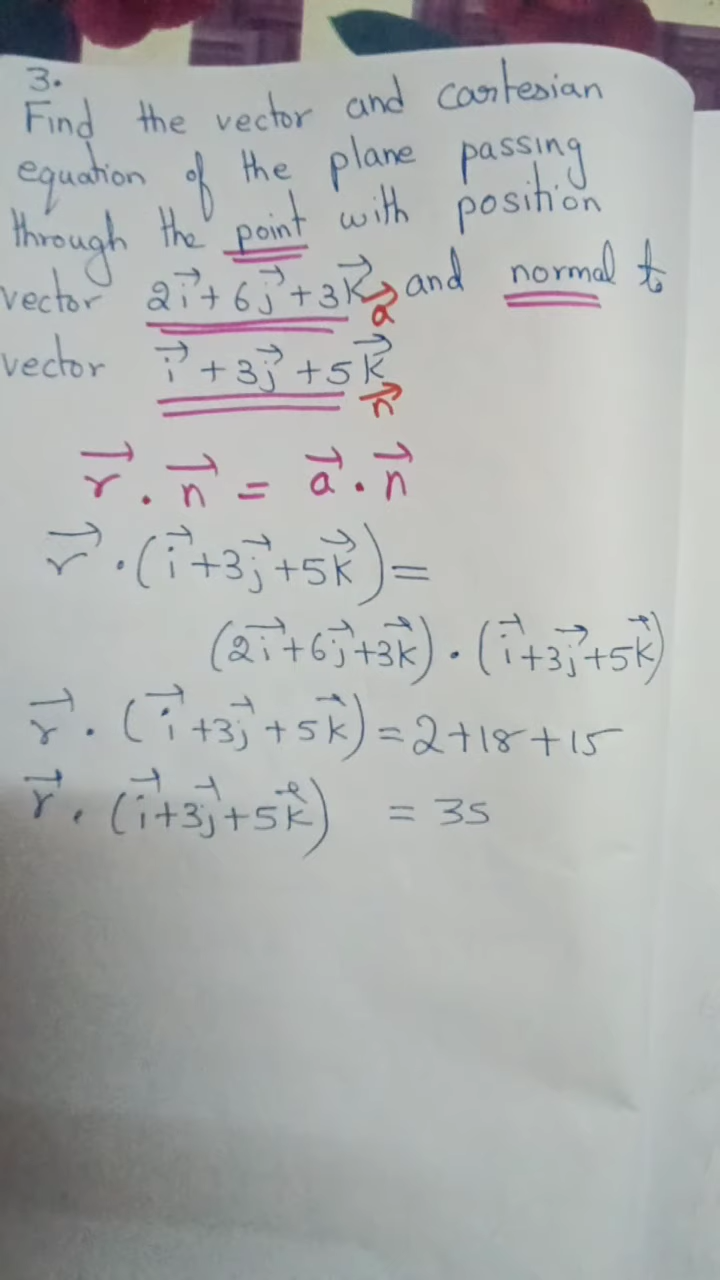 3.
Find the vector and cartesian
equation of the plane passing
through the point with position
vector 2i⃗ + 6j⃗ + 3k⃗ a⃗ and normal to
vector i⃗ + 3j⃗ + 5k⃗ n⃗
r⃗ . n⃗ = a⃗ . n⃗
r⃗ . (i⃗ + 3j⃗ + 5k⃗) =
(2i⃗ + 6j⃗ + 3k⃗) . (i⃗ + 3j⃗ + 5k⃗)
r⃗ . (i⃗ + 3j⃗ + 5k⃗) = 2 + 18 + 15
r⃗ . (i⃗ + 3j⃗ + 5k⃗) = 35